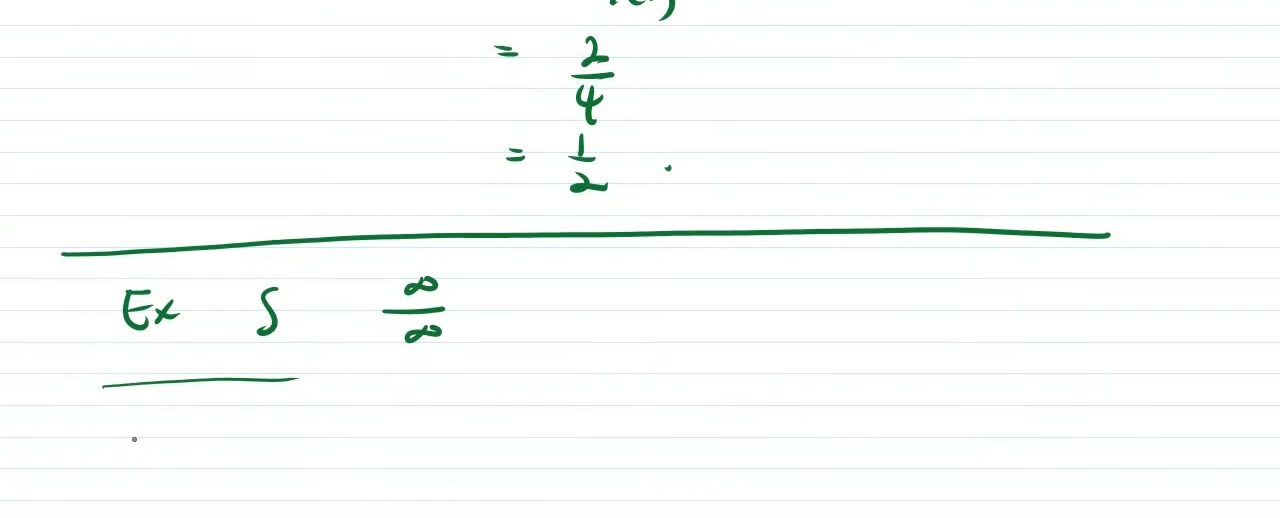 = 2/4
= 1/2 .
Ex 5 ∞/∞